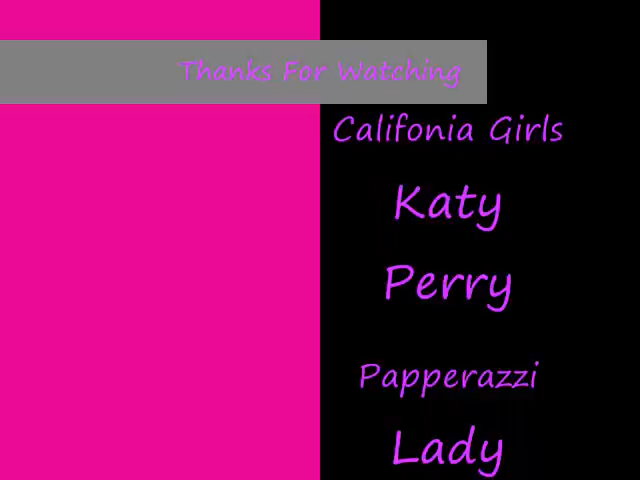 Thanks For Watching
Califonia Girls
Katy
Perry
Papperazzi
Lady